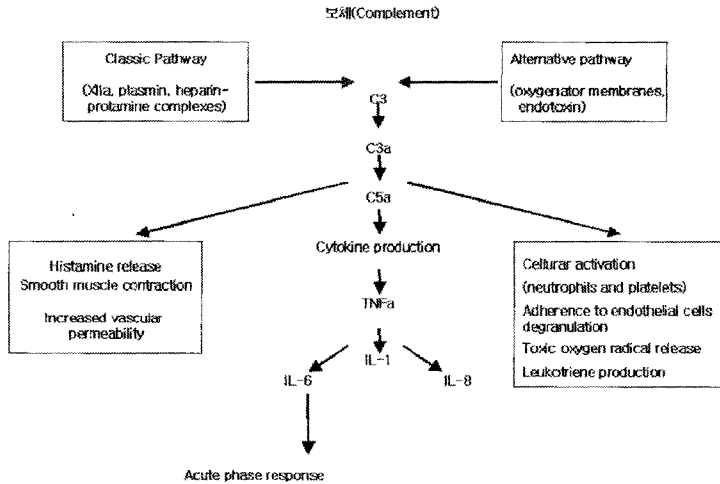 보체(Complement)
Classic Pathway
(XIIa, plasmin, heparin-
protamine complexes)
Alternative pathway
(oxygenator membranes,
endotoxin)
C3
C3a
C5a
Histamine release
Smooth muscle contraction
Increased vascular
permeability
Cytokine production
TNFa
IL-1
IL-6
IL-8
Acute phase response
Cellurar activation
(neutrophils and platelets)
Adherence to endothelial cells
degranulation
Toxic oxygen radical release
Leukotriene production